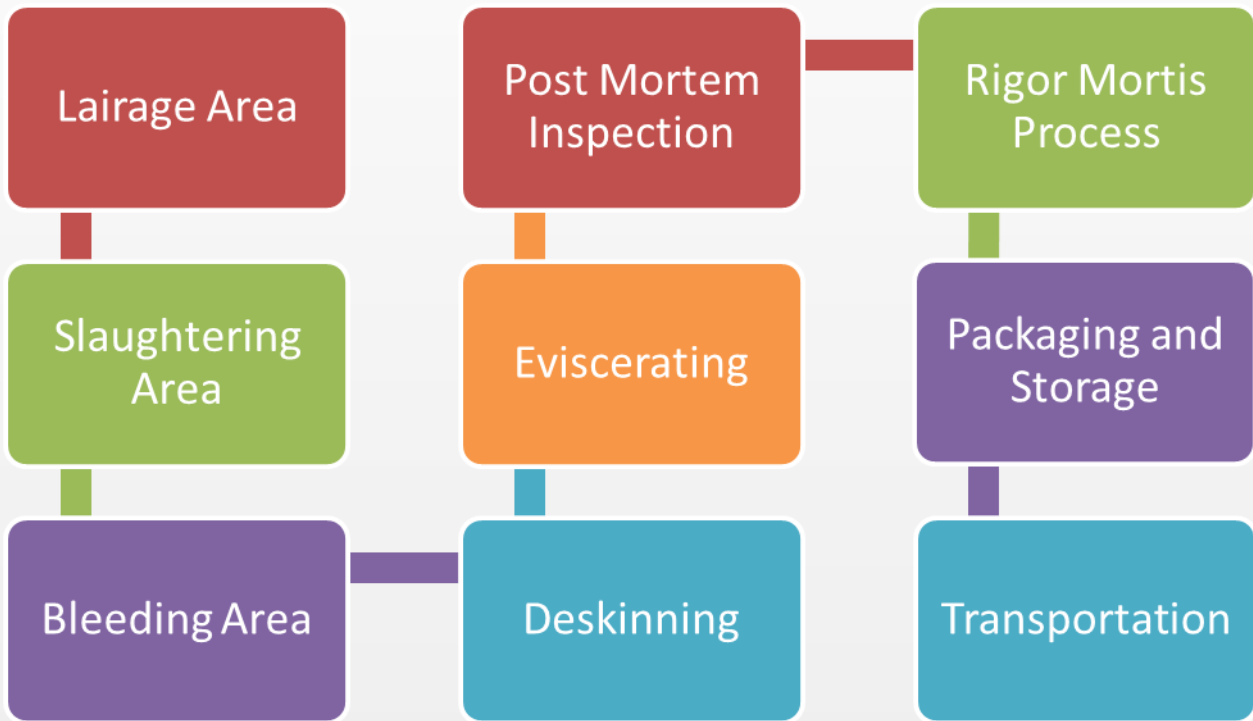 Lairage Area
Slaughtering
Area
Bleeding Area
Deskinning
Eviscerating
Post Mortem
Inspection
Rigor Mortis
Process
Packaging and
Storage
Transportation